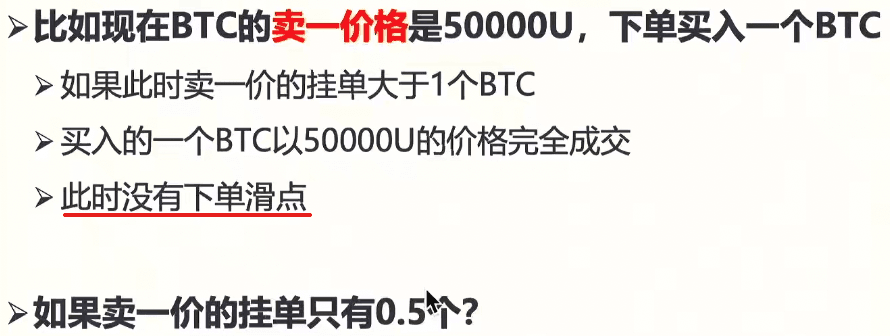 ➢比如现在BTC的卖一价格是50000U，下单买入一个BTC
➢如果此时卖一价的挂单大于1个BTC
➢买入的一个BTC以50000U的价格完全成交
➢此时没有下单滑点
➢如果卖一价的挂单只有0.5个？